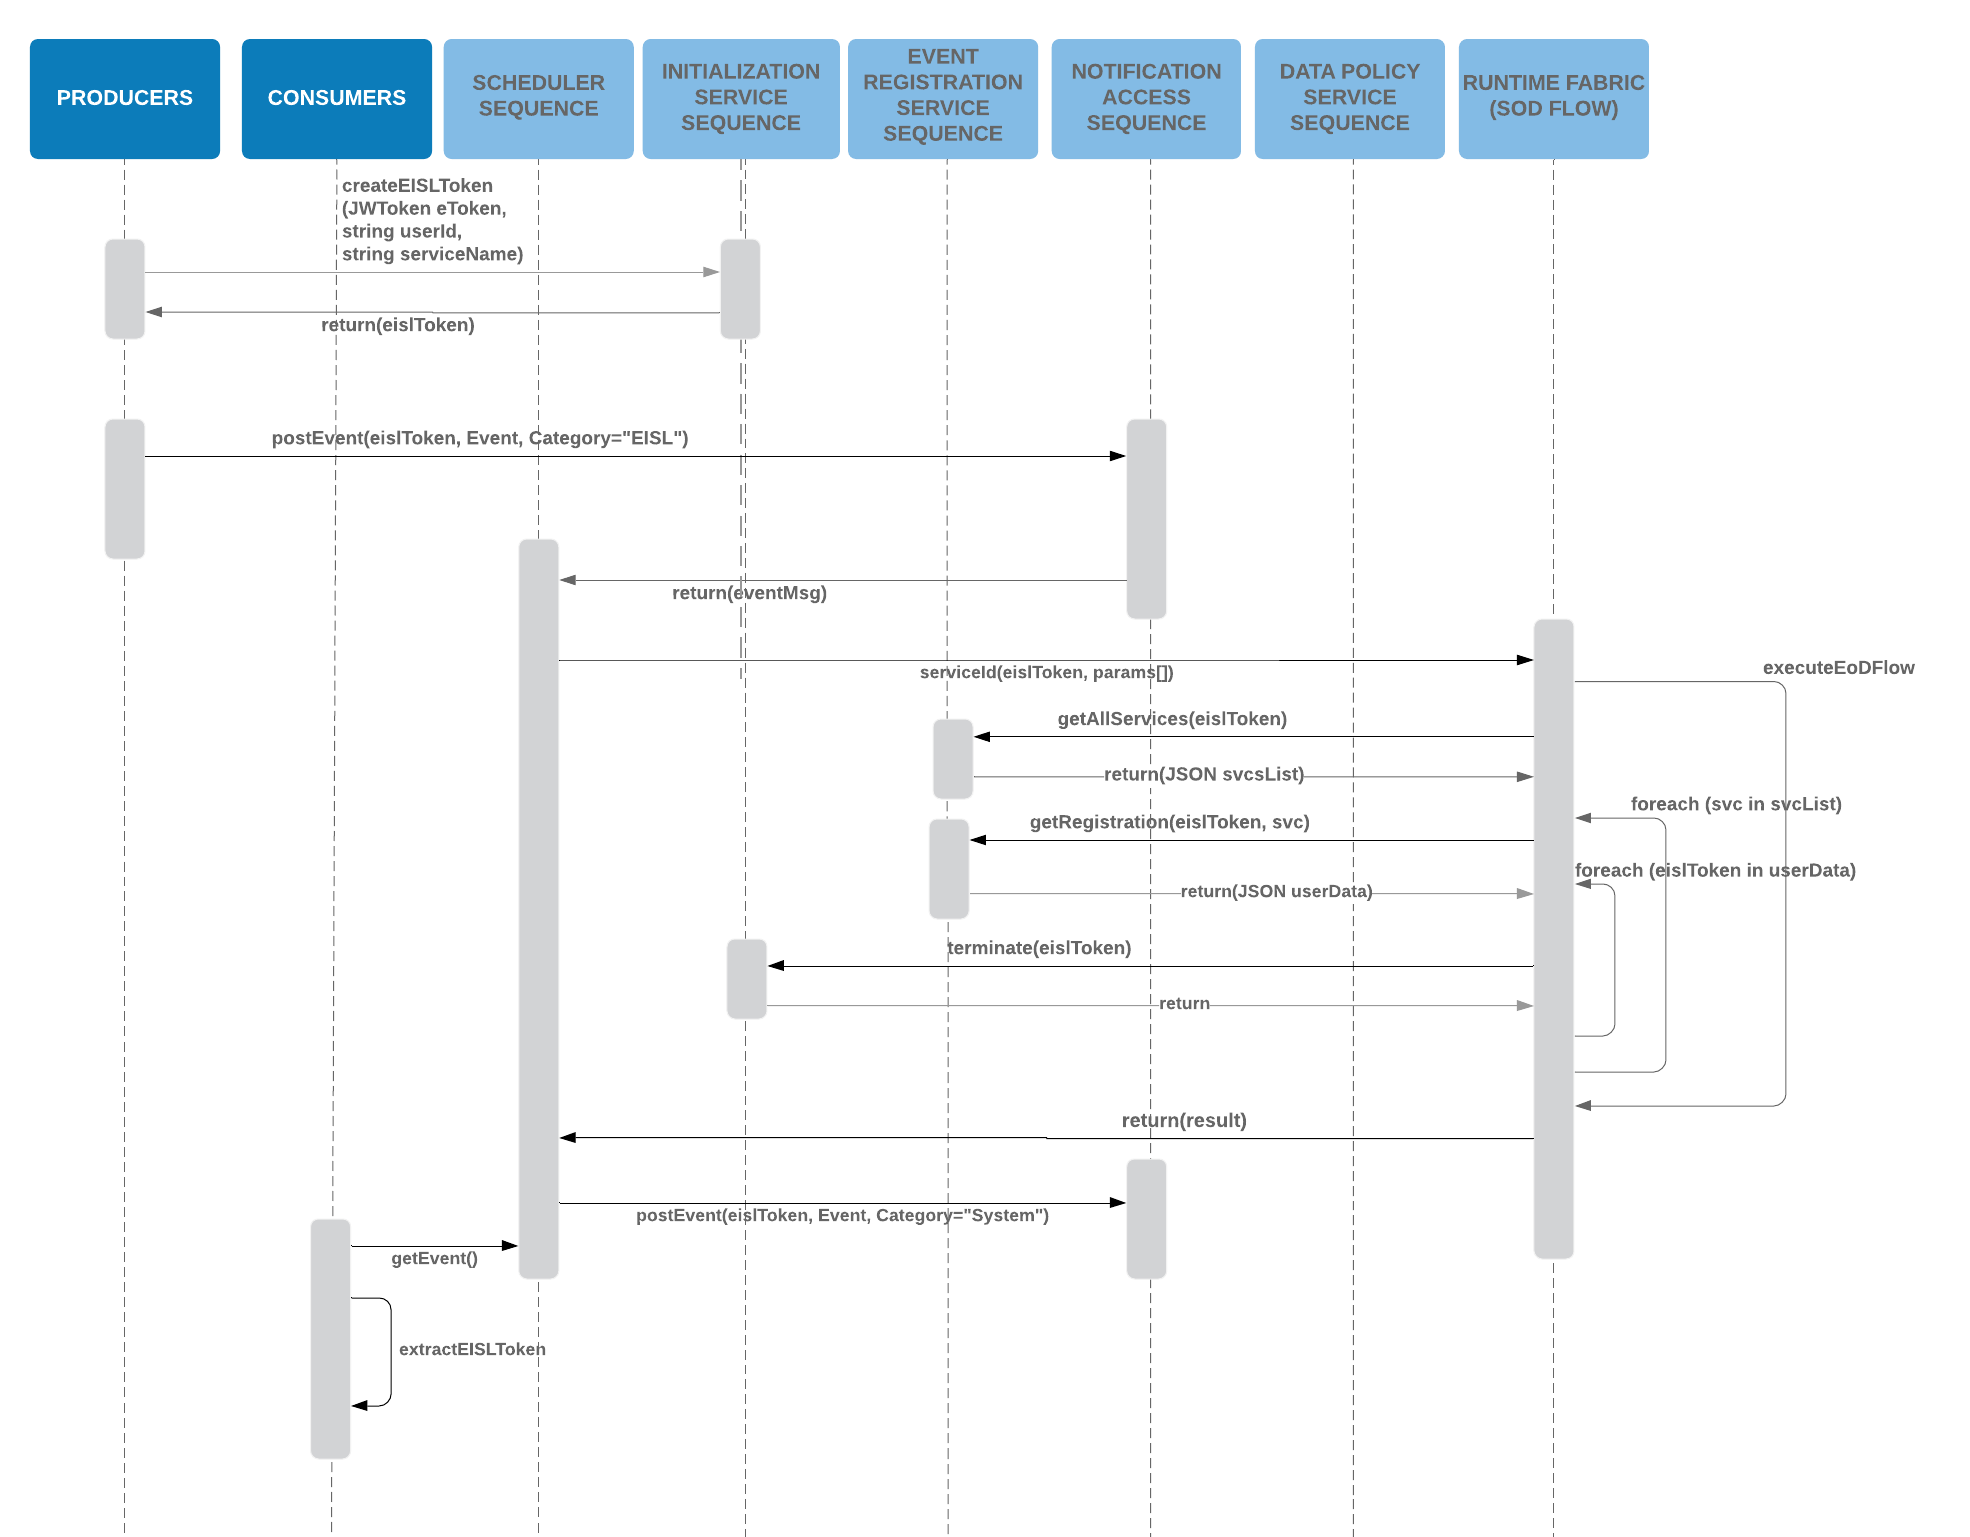 PRODUCERS
CONSUMERS
SCHEDULER
SEQUENCE
INITIALIZATION
SERVICE
SEQUENCE
EVENT
REGISTRATION
SERVICE
SEQUENCE
NOTIFICATION
ACCESS
SEQUENCE
DATA POLICY
SERVICE
SEQUENCE
RUNTIME FABRIC
(SOD FLOW)
createEISLToken
(JWToken eToken,
string userId,
string serviceName)
return(eislToken)
postEvent(eislToken, Event, Category="EISL")
return(eventMsg)
serviceId(eislToken, params[])
executeEoDFlow
getAllServices(eislToken)
return(JSON svcsList)
foreach (svc in svcList)
getRegistration(eislToken, svc)
foreach (eislToken in userData)
return(JSON userData)
terminate(eislToken)
return
return(result)
postEvent(eislToken, Event, Category="System")
getEvent()
extractEISLToken